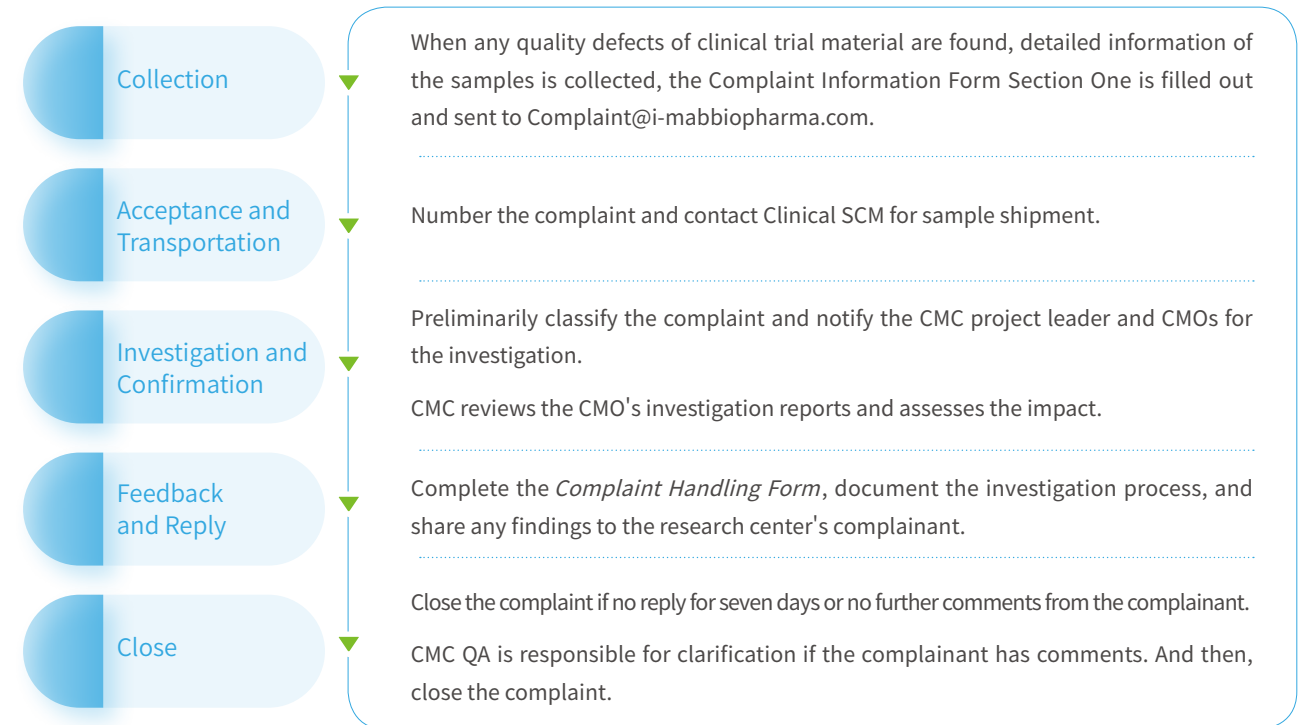 Collection
When any quality defects of clinical trial material are found, detailed information of
the samples is collected, the Complaint Information Form Section One is filled out
and sent to Complaint@i-mabbiopharma.com.
Acceptance and
Transportation
Number the complaint and contact Clinical SCM for sample shipment.
Investigation and
Confirmation
Preliminarily classify the complaint and notify the CMC project leader and CMOs for
the investigation.
CMC reviews the CMO's investigation reports and assesses the impact.
Feedback
and Reply
Complete the Complaint Handling Form, document the investigation process, and
share any findings to the research center's complainant.
Close
Close the complaint if no reply for seven days or no further comments from the complainant.
CMC QA is responsible for clarification if the complainant has comments. And then,
close the complaint.